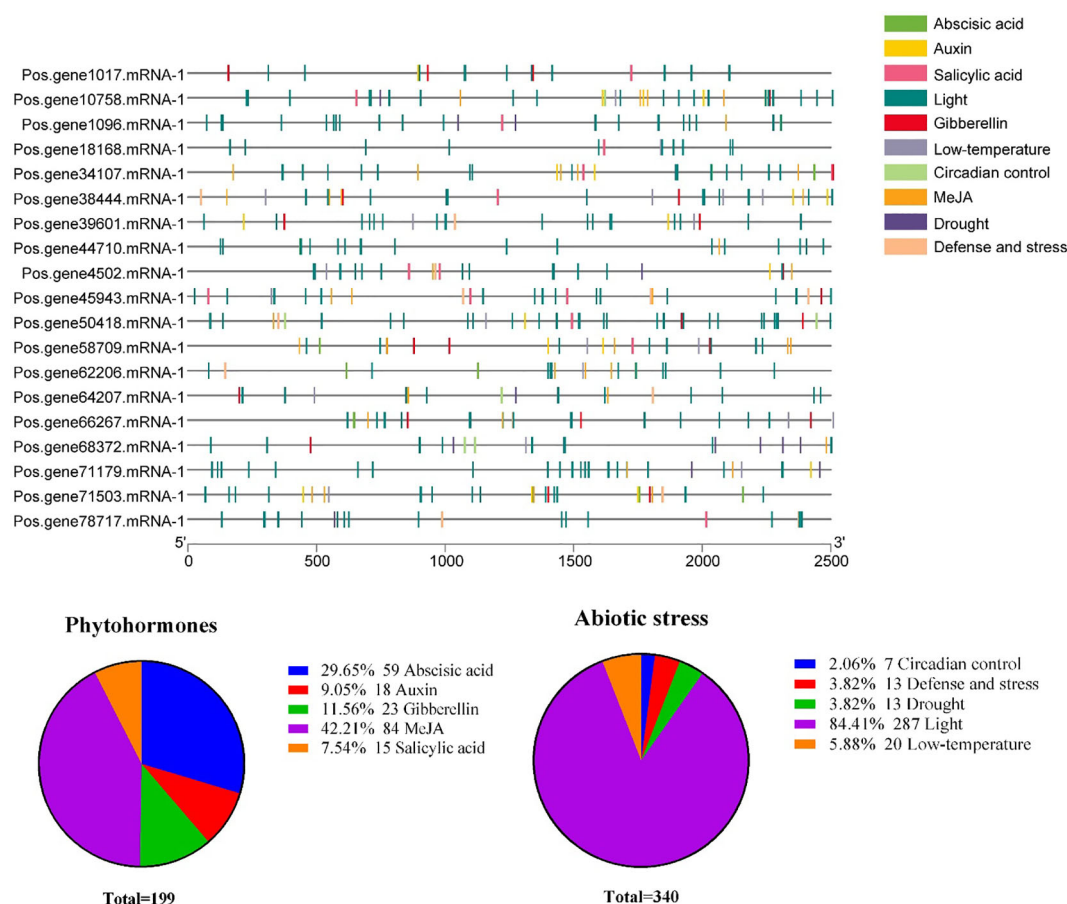 Abscisic acid
Auxin
Salicylic acid
Light
Gibberellin
Low-temperature
Circadian control
MeJA
Drought
Defense and stress
Pos.gene1017.mRNA-1
Pos.gene10758.mRNA-1
Pos.gene1096.mRNA-1
Pos.gene18168.mRNA-1
Pos.gene34107.mRNA-1
Pos.gene38444.mRNA-1
Pos.gene39601.mRNA-1
Pos.gene44710.mRNA-1
Pos.gene4502.mRNA-1
Pos.gene45943.mRNA-1
Pos.gene50418.mRNA-1
Pos.gene58709.mRNA-1
Pos.gene62206.mRNA-1
Pos.gene64207.mRNA-1
Pos.gene66267.mRNA-1
Pos.gene68372.mRNA-1
Pos.gene71179.mRNA-1
Pos.gene71503.mRNA-1
Pos.gene78717.mRNA-1
5' 3'
0 500 1000 1500 2000 2500
Phytohormones
29.65% 59 Abscisic acid
9.05% 18 Auxin
11.56% 23 Gibberellin
42.21% 84 MeJA
7.54% 15 Salicylic acid
Total=199
Abiotic stress
2.06% 7 Circadian control
3.82% 13 Defense and stress
3.82% 13 Drought
84.41% 287 Light
5.88% 20 Low-temperature
Total=340